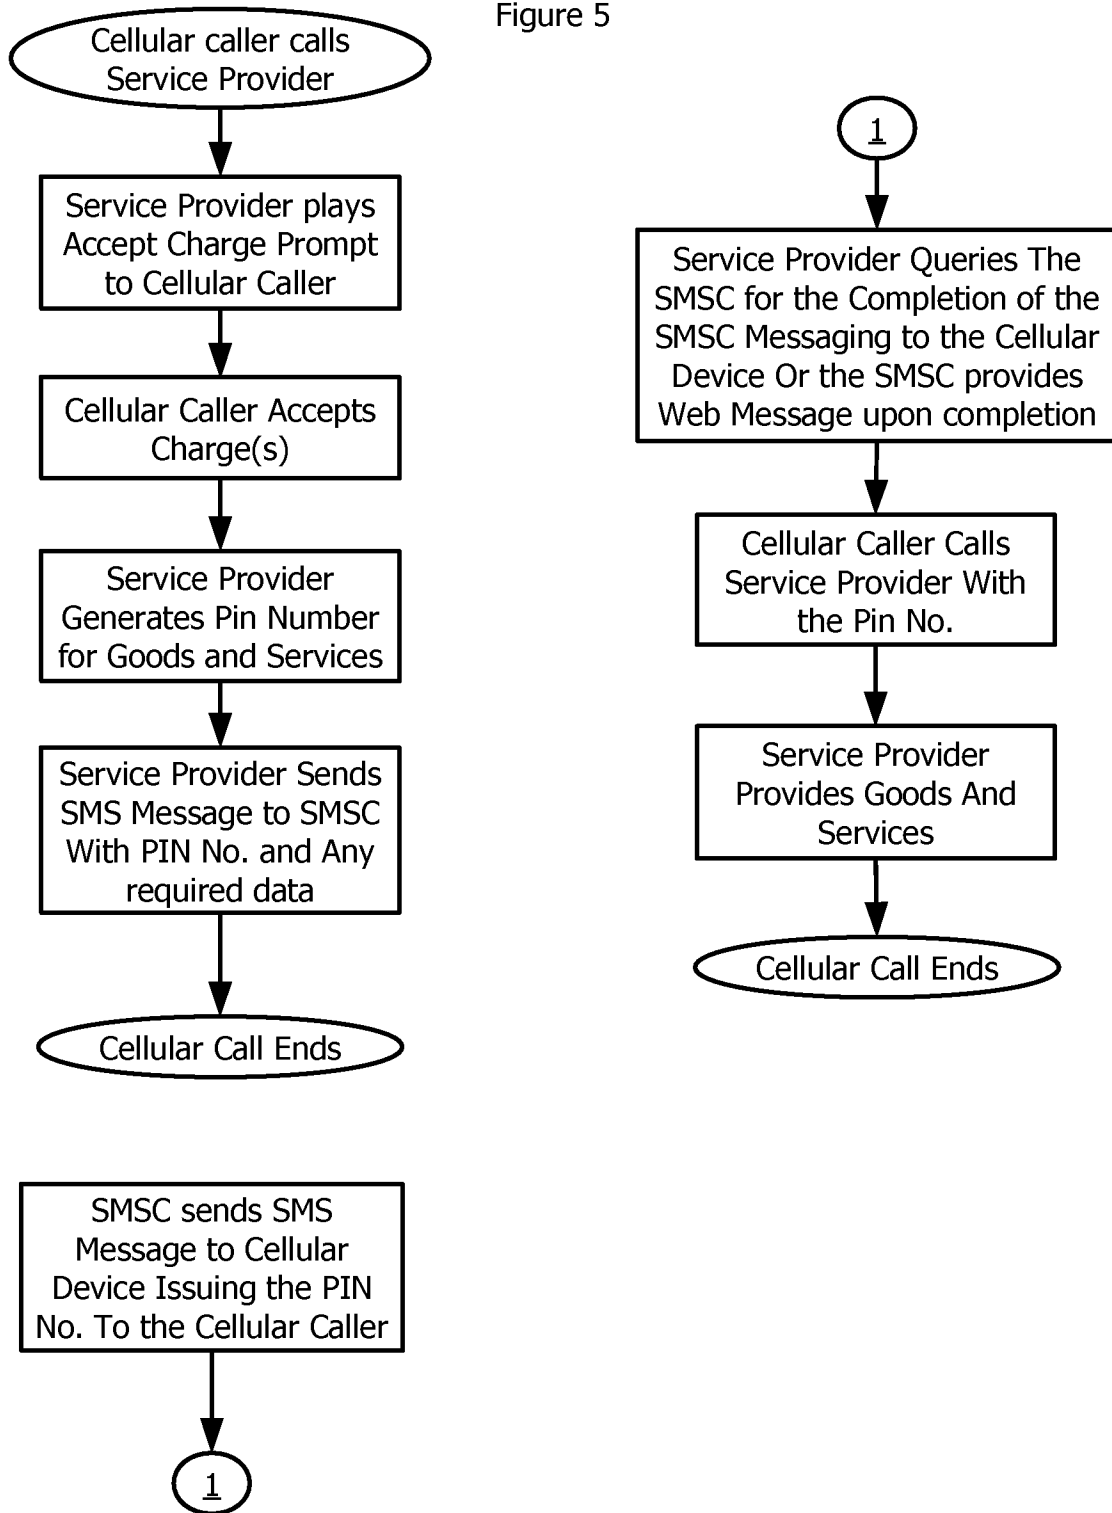 Figure 5
Cellular caller calls
Service Provider
Service Provider plays
Accept Charge Prompt
to Cellular Caller
Cellular Caller Accepts
Charge(s)
Service Provider
Generates Pin Number
for Goods and Services
Service Provider Sends
SMS Message to SMSC
With PIN No. and Any
required data
Cellular Call Ends
SMSC sends SMS
Message to Cellular
Device Issuing the PIN
No. To the Cellular Caller
1
1
Service Provider Queries The
SMSC for the Completion of the
SMSC Messaging to the Cellular
Device Or the SMSC provides
Web Message upon completion
Cellular Caller Calls
Service Provider With
the Pin No.
Service Provider
Provides Goods And
Services
Cellular Call Ends